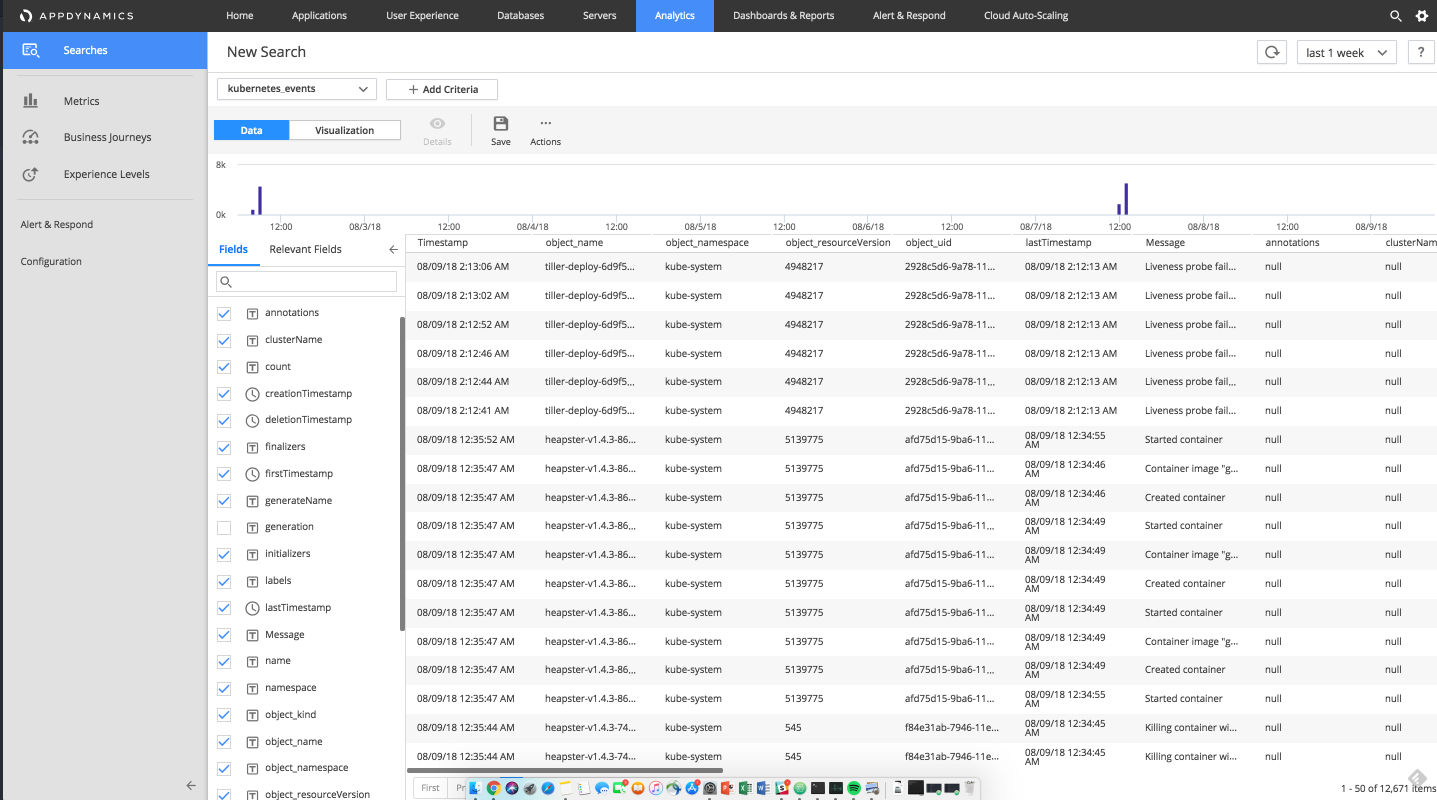 APPDYNAMICS
Home Applications User Experience Databases Servers Analytics Dashboards & Reports Alert & Respond Cloud Auto-Scaling
Searches
Metrics
Business Journeys
Experience Levels
Alert & Respond
Configuration
New Search
last 1 week
?
kubernetes_events
+ Add Criteria
Data Visualization
Details
Save
... Actions
8k
0k
12:00 08/3/18 12:00 08/4/18 12:00 08/5/18 12:00 08/6/18 12:00 08/7/18 12:00 08/8/18 12:00 08/9/18
Fields Relevant Fields
annotations
clusterName
count
creationTimestamp
deletionTimestamp
finalizers
firstTimestamp
generateName
generation
initializers
labels
lastTimestamp
Message
name
namespace
object_kind
object_name
object_namespace
object_resourceVersion
Timestamp object_name object_namespace object_resourceVersion object_uid lastTimestamp Message annotations clusterName
08/09/18 2:13:06 AM tiller-deploy-6d9f5... kube-system 4948217 2928c5d6-9a78-11... 08/09/18 2:12:13 AM Liveness probe fail... null null
08/09/18 2:13:02 AM tiller-deploy-6d9f5... kube-system 4948217 2928c5d6-9a78-11... 08/09/18 2:12:13 AM Liveness probe fail... null null
08/09/18 2:12:52 AM tiller-deploy-6d9f5... kube-system 4948217 2928c5d6-9a78-11... 08/09/18 2:12:13 AM Liveness probe fail... null null
08/09/18 2:12:46 AM tiller-deploy-6d9f5... kube-system 4948217 2928c5d6-9a78-11... 08/09/18 2:12:13 AM Liveness probe fail... null null
08/09/18 2:12:44 AM tiller-deploy-6d9f5... kube-system 4948217 2928c5d6-9a78-11... 08/09/18 2:12:13 AM Liveness probe fail... null null
08/09/18 2:12:41 AM tiller-deploy-6d9f5... kube-system 4948217 2928c5d6-9a78-11... 08/09/18 2:12:13 AM Liveness probe fail... null null
08/09/18 12:35:52 AM heapster-v1.4.3-86... kube-system 5139775 afd75d15-9ba6-11... 08/09/18 12:34:55 AM Started container null null
08/09/18 12:35:47 AM heapster-v1.4.3-86... kube-system 5139775 afd75d15-9ba6-11... 08/09/18 12:34:46 AM Container image "g... null null
08/09/18 12:35:47 AM heapster-v1.4.3-86... kube-system 5139775 afd75d15-9ba6-11... 08/09/18 12:34:46 AM Created container null null
08/09/18 12:35:47 AM heapster-v1.4.3-86... kube-system 5139775 afd75d15-9ba6-11... 08/09/18 12:34:49 AM Started container null null
08/09/18 12:35:47 AM heapster-v1.4.3-86... kube-system 5139775 afd75d15-9ba6-11... 08/09/18 12:34:49 AM Container image "g... null null
08/09/18 12:35:47 AM heapster-v1.4.3-86... kube-system 5139775 afd75d15-9ba6-11... 08/09/18 12:34:49 AM Created container null null
08/09/18 12:35:47 AM heapster-v1.4.3-86... kube-system 5139775 afd75d15-9ba6-11... 08/09/18 12:34:49 AM Started container null null
08/09/18 12:35:47 AM heapster-v1.4.3-86... kube-system 5139775 afd75d15-9ba6-11... 08/09/18 12:34:49 AM Container image "g... null null
08/09/18 12:35:47 AM heapster-v1.4.3-86... kube-system 5139775 afd75d15-9ba6-11... 08/09/18 12:34:49 AM Created container null null
08/09/18 12:35:47 AM heapster-v1.4.3-86... kube-system 5139775 afd75d15-9ba6-11... 08/09/18 12:34:55 AM Started container null null
08/09/18 12:35:44 AM heapster-v1.4.3-74... kube-system 545 f84e31ab-7946-11e... 08/09/18 12:34:45 AM Killing container wi... null null
08/09/18 12:35:44 AM heapster-v1.4.3-74... kube-system 545 f84e31ab-7946-11e... 08/09/18 12:34:45 AM Killing container wi... null null
First
1 - 50 of 12,671 items